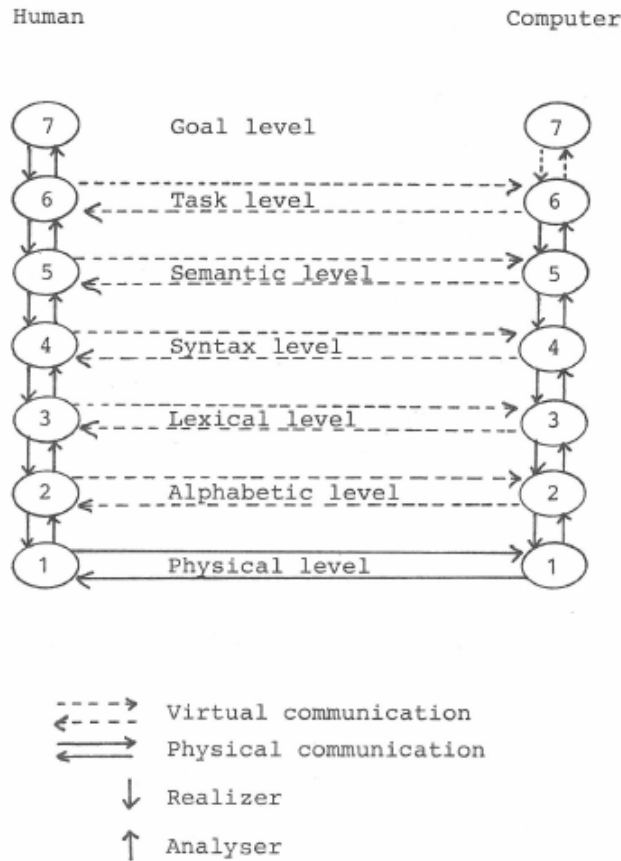 Human Computer
7 Goal level 7
6 Task level 6
5 Semantic level 5
4 Syntax level 4
3 Lexical level 3
2 Alphabetic level 2
1 Physical level 1
Virtual communication
Physical communication
Realizer
Analyser